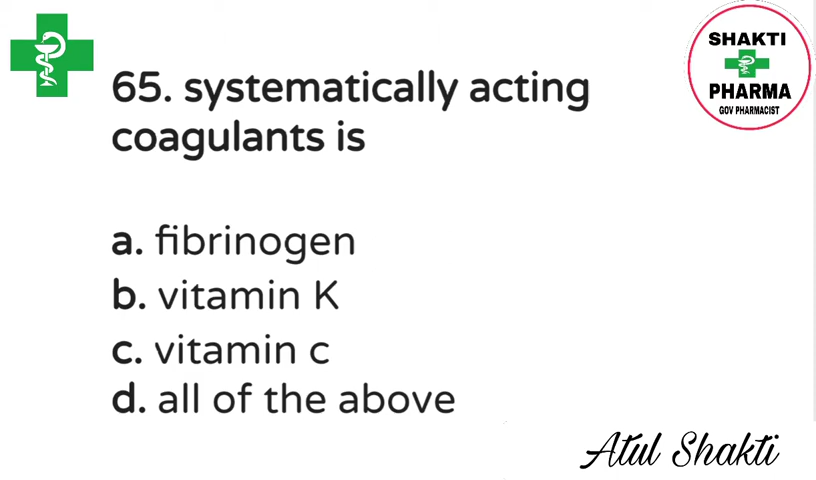 SHAKTI
PHARMA
GOV PHARMACIST
65. systematically acting
coagulants is
a. fibrinogen
b. vitamin K
c. vitamin c
d. all of the above
Atul Shakti